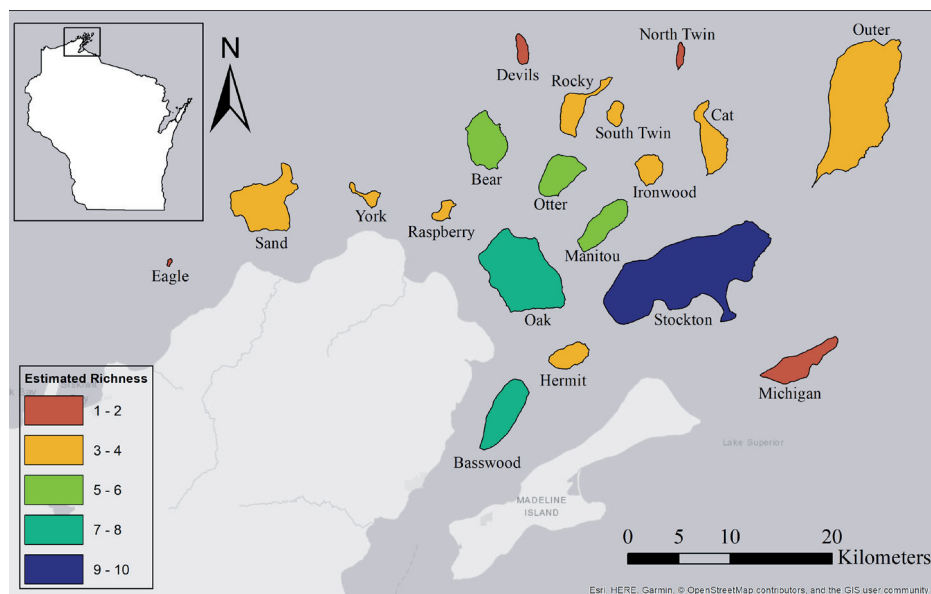 N
Devils
North Twin
Outer
Rocky
South Twin
Cat
Bear
Otter
Ironwood
Sand
York
Raspberry
Manitou
Eagle
Oak
Stockton
Hermit
Michigan
Basswood
Lake Superior
MADELINE
ISLAND
Estimated Richness
1 - 2
3 - 4
5 - 6
7 - 8
9 - 10
0 5 10 20
Kilometers
Esri, HERE, Garmin, © OpenStreetMap contributors, and the GIS user community